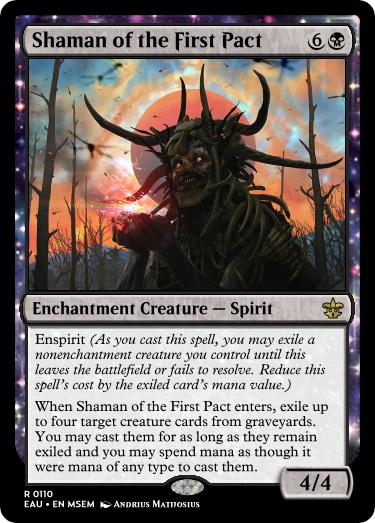 Shaman of the First Pact 6
Enchantment Creature — Spirit
Enspirit (As you cast this spell, you may exile a
nonenchantment creature you control until this
leaves the battlefield or fails to resolve. Reduce
this spell's cost by the exiled card's mana value.)
When Shaman of the First Pact enters, exile up
to four target creature cards from graveyards.
You may cast them for as long as they remain
exiled and you may spend mana as though it
were mana of any type to cast them.
4/4
R 0110
EAU • EN MSEM Andrius Matijosius